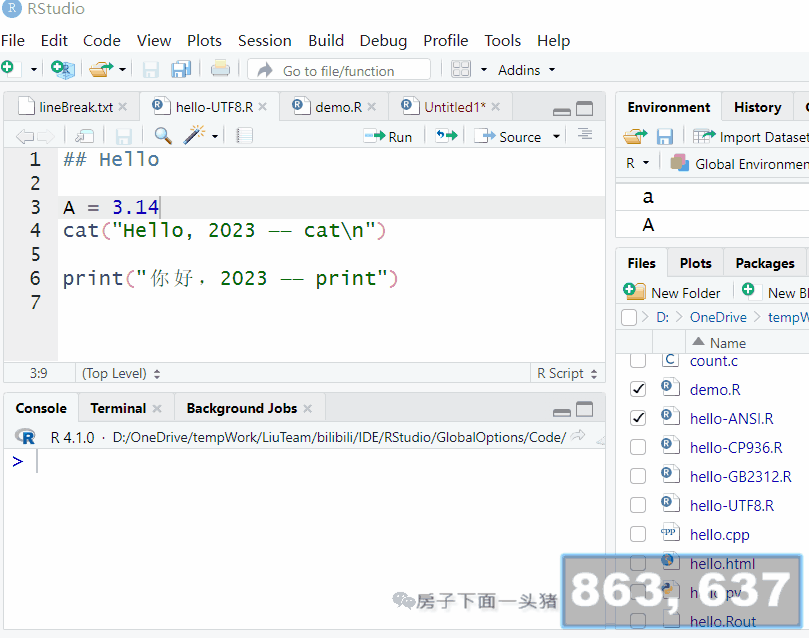 RStudio
File Edit Code View Plots Session Build Debug Profile Tools Help
Go to file/function Addins
lineBreak.txt hello-UTF8.R demo.R Untitled1*
Run Source
1 ## Hello
2
3 A = 3.14
4 cat("Hello, 2023 —— cat\n")
5
6 print("你好，2023 —— print")
7
3:9 (Top Level) R Script
Console Terminal Background Jobs
R 4.1.0 · D:/OneDrive/tempWork/LiuTeam/bilibili/IDE/RStudio/GlobalOptions/Code/
>
Environment History
Import Dataset
R Global Environmen
a
A
Files Plots Packages
New Folder New Bl
D: OneDrive tempW
Name
count.c
demo.R
hello-ANSI.R
hello-CP936.R
hello-GB2312.R
hello-UTF8.R
hello.cpp
hello.html
hello.py
hello.Rout
房子下面一头猪
863, 637